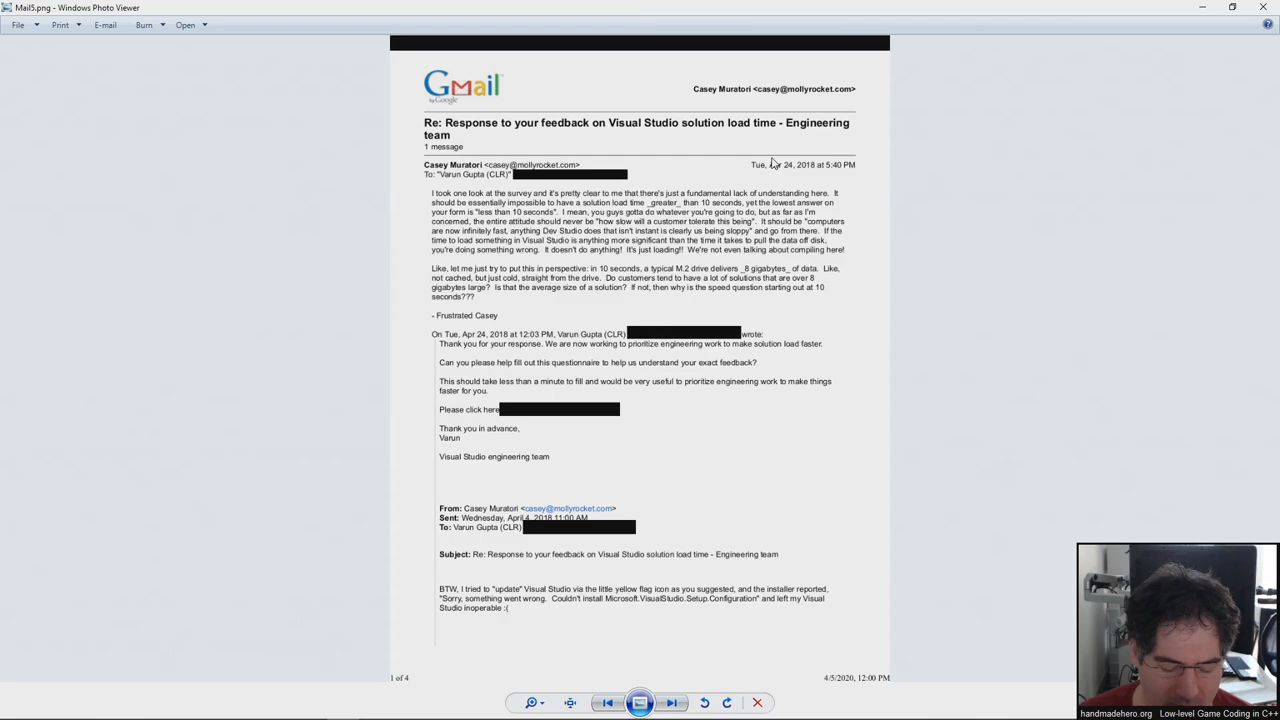 Mail5.png - Windows Photo Viewer
File Print E-mail Burn Open
Gmail
by Google
Casey Muratori <casey@mollyrocket.com>
Re: Response to your feedback on Visual Studio solution load time - Engineering
team
1 message
Casey Muratori <casey@mollyrocket.com>
Tue, Apr 24, 2018 at 5:40 PM
To: "Varun Gupta (CLR)"
I took one look at the survey and it's pretty clear to me that there's just a fundamental lack of understanding here. It
should be essentially impossible to have a solution load time _greater_ than 10 seconds, yet the lowest answer on
your form is "less than 10 seconds". I mean, you guys gotta do whatever you're going to do, but as far as I'm
concerned, the entire attitude should never be "how slow will a customer tolerate this being". It should be "computers
are now infinitely fast, anything Dev Studio does that isn't instant is clearly us being sloppy" and go from there. If the
time to load something in Visual Studio is anything more significant than the time it takes to pull the data off disk,
you're doing something wrong. It doesn't do anything! It's just loading!! We're not even talking about compiling here!
Like, let me just try to put this in perspective: in 10 seconds, a typical M.2 drive delivers _8 gigabytes_ of data. Like,
not cached, but just cold, straight from the drive. Do customers tend to have a lot of solutions that are over 8
gigabytes large? Is that the average size of a solution? If not, then why is the speed question starting out at 10
seconds???
- Frustrated Casey
On Tue, Apr 24, 2018 at 12:03 PM, Varun Gupta (CLR) wrote:
Thank you for your response. We are now working to prioritize engineering work to make solution load faster.
Can you please help fill out this questionnaire to help us understand your exact feedback?
This should take less than a minute to fill and would be very useful to prioritize engineering work to make things
faster for you.
Please click here
Thank you in advance,
Varun
Visual Studio engineering team
From: Casey Muratori <casey@mollyrocket.com>
Sent: Wednesday, April 4, 2018 11:00 AM
To: Varun Gupta (CLR)
Subject: Re: Response to your feedback on Visual Studio solution load time - Engineering team
BTW, I tried to "update" Visual Studio via the little yellow flag icon as you suggested, and the installer reported,
"Sorry, something went wrong. Couldn't install Microsoft.VisualStudio.Setup.Configuration" and left my Visual
Studio inoperable :(
1 of 4
4/5/2020, 12:00 PM
handmadehero.org Low-level Game Coding in C++